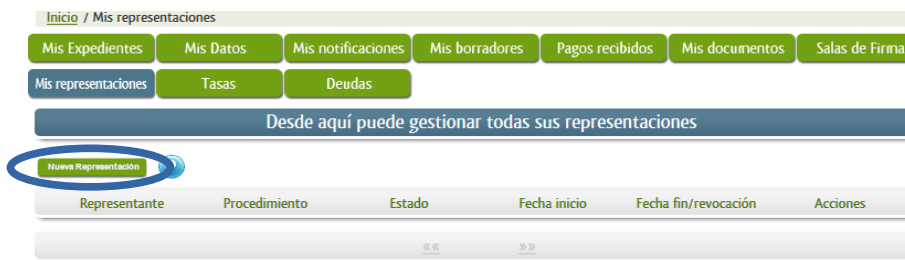 Inicio / Mis representaciones
Mis Expedientes Mis Datos Mis notificaciones Mis borradores Pagos recibidos Mis documentos Salas de Firma
Mis representaciones Tasas Deudas
Desde aquí puede gestionar todas sus representaciones
Nueva Representación
Representante Procedimiento Estado Fecha inicio Fecha fin/revocación Acciones
«« »»